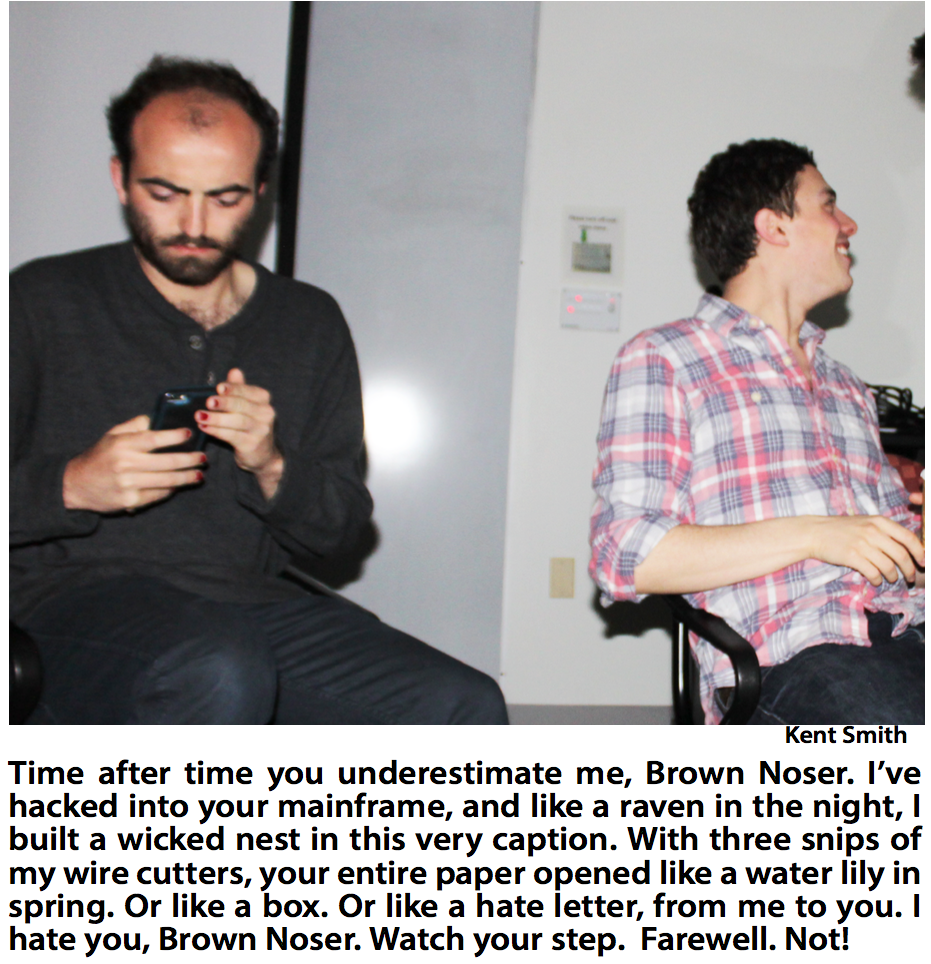 Kent Smith
Time after time you underestimate me, Brown Noser. I’ve
hacked into your mainframe, and like a raven in the night, I
built a wicked nest in this very caption. With three snips of
my wire cutters, your entire paper opened like a water lily in
spring. Or like a box. Or like a hate letter, from me to you. I
hate you, Brown Noser. Watch your step.  Farewell. Not!